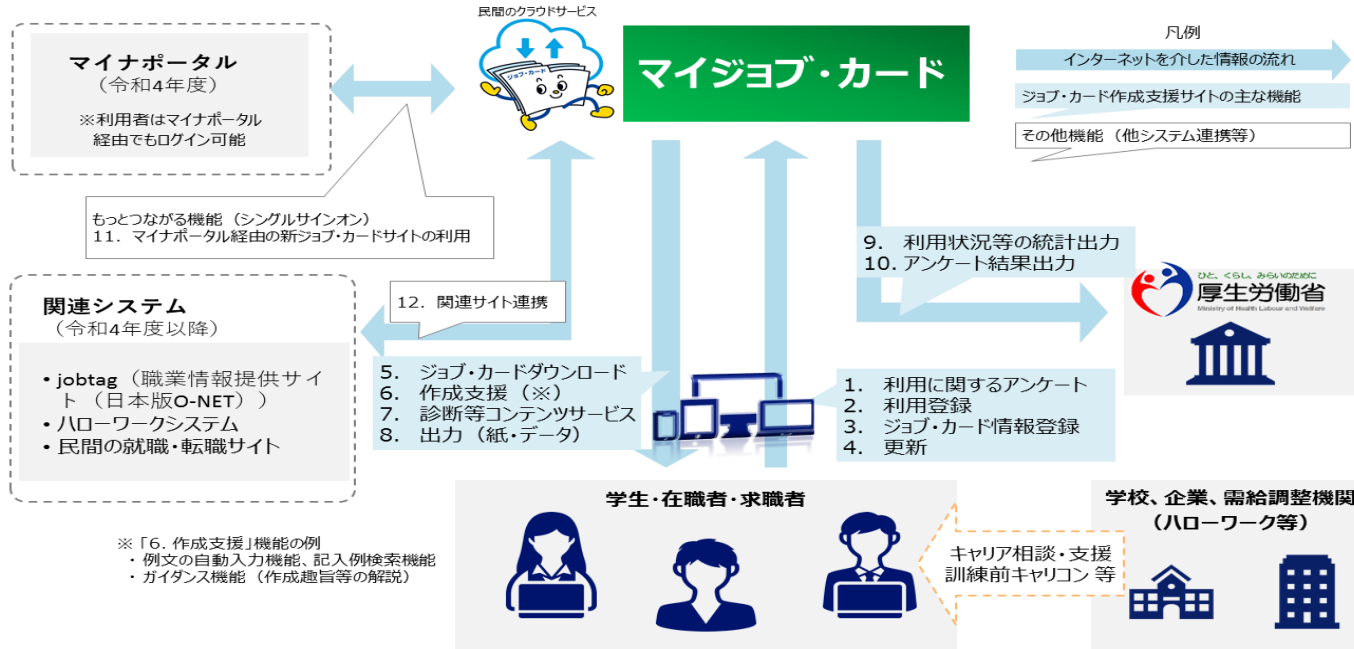 民間のクラウドサービス
ジョブ・カード
マイジョブ・カード
凡例
インターネットを介した情報の流れ
ジョブ・カード作成支援サイトの主な機能
その他機能（他システム連携等）
マイナポータル
（令和4年度）
※利用者はマイナポータル
経由でもログイン可能
もっとつながる機能（シングルサインオン）
11．マイナポータル経由の新ジョブ・カードサイトの利用
9． 利用状況等の統計出力
10．アンケート結果出力
ひと、くらし、みらいのために
厚生労働省
Ministry of Health, Labour and Welfare
関連システム
（令和4年度以降）
・jobtag（職業情報提供サイ
ト（日本版O-NET））
・ハローワークシステム
・民間の就職・転職サイト
12．関連サイト連携
5． ジョブ・カードダウンロード
6． 作成支援（※）
7． 診断等コンテンツサービス
8． 出力（紙・データ）
1． 利用に関するアンケート
2． 利用登録
3． ジョブ・カード情報登録
4． 更新
学生・在職者・求職者
学校、企業、需給調整機関
（ハローワーク等）
キャリア相談・支援
訓練前キャリコン 等
※「6．作成支援」機能の例
・例文の自動入力機能、記入例検索機能
・ガイダンス機能（作成趣旨等の解説）